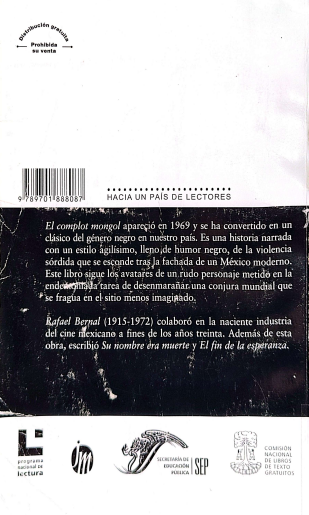 Distribución gratuita
Prohibida
su venta
9 789701 888087
HACIA UN PAÍS DE LECTORES
El complot mongol apareció en 1969 y se ha convertido en un
clásico del género negro en nuestro país. Es una historia narrada
con un estilo ágilísimo, lleno de humor negro, de la violencia
sórdida que se esconde tras la fachada de un México moderno.
Este libro sigue los avatares de un rudo personaje metido en la
endemoniada tarea de desenmarañar una conjura mundial que
se fragua en el sitio menos imaginado.
Rafael Bernal (1915-1972) colaboró en la naciente industria
del cine mexicano a fines de los años treinta. Además de esta
obra, escribió Su nombre era muerte y El fin de la esperanza.
programa
nacional de
lectura
jm
SECRETARÍA DE
EDUCACIÓN
PÚBLICA
SEP
COMISIÓN
NACIONAL
DE LIBROS
DE TEXTO
GRATUITOS